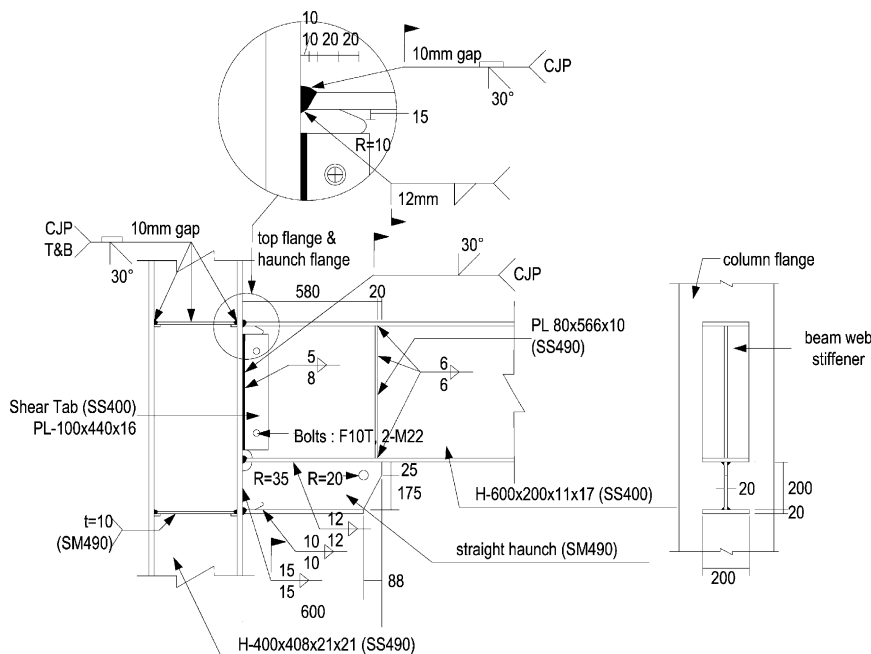 10
10 20 20
10mm gap
CJP
30°
15
R=10
12mm
CJP
T&B
10mm gap
30°
top flange &
haunch flange
30°
CJP
580
20
column flange
PL 80x566x10
(SS490)
beam web
stiffener
5
8
6
6
Shear Tab (SS400)
PL-100x440x16
Bolts : F10T, 2-M22
R=35
R=20
25
175
H-600x200x11x17 (SS400)
20
200
20
t=10
(SM490)
12
12
10
10
straight haunch (SM490)
15
15
88
200
600
H-400x408x21x21 (SS490)